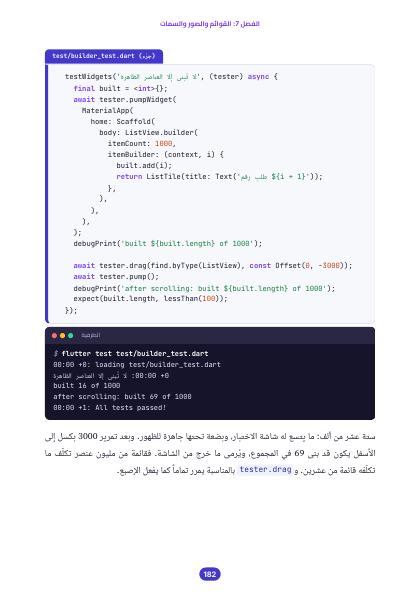 الفصل 7: القوائم والصور والسمات
test/builder_test.dart (جزء)
testWidgets('لا تُبنى إلا العناصر الظاهرة', (tester) async {
final built = <int>{};
await tester.pumpWidget(
MaterialApp(
home: Scaffold(
body: ListView.builder(
itemCount: 1000,
itemBuilder: (context, i) {
built.add(i);
return ListTile(title: Text('طلب رقم ${i + 1}'));
},
),
),
),
);
debugPrint('built ${built.length} of 1000');
await tester.drag(find.byType(ListView), const Offset(0, -3000));
await tester.pump();
debugPrint('after scrolling: built ${built.length} of 1000');
expect(built.length, lessThan(100));
});
الطرفية
$ flutter test test/builder_test.dart
00:00 +0: loading test/builder_test.dart
00:00 +0: لا تُبنى إلا العناصر الظاهرة
built 16 of 1000
after scrolling: built 69 of 1000
00:00 +1: All tests passed!
ستة عشر من ألف: ما يتسع له شاشة الاختبار، وبضعة تحتها جاهزة للظهور. وبعد تمرير 3000 بكسل إلى
الأسفل يكون قد بنى 69 في المجموع، ويُرمى ما خرج من الشاشة. فقائمة من مليون عنصر تكلّف ما
تكلّفه قائمة من عشرين. و tester.drag بالمناسبة يمرر تماماً كما يفعل الإصبع.
182